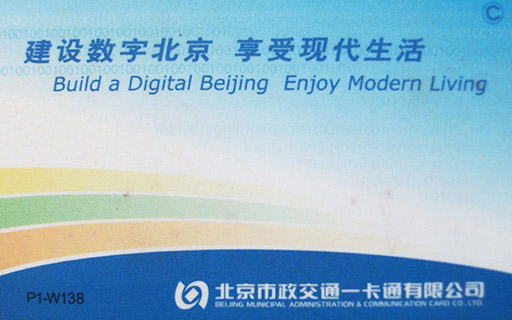 ©
建设数字北京 享受现代生活
Build a Digital Beijing Enjoy Modern Living
北京市政交通一卡通有限公司
BEIJING MUNICIPAL ADMINISTRATION & COMMUNICATION CARD CO., LTD.
P1-W138